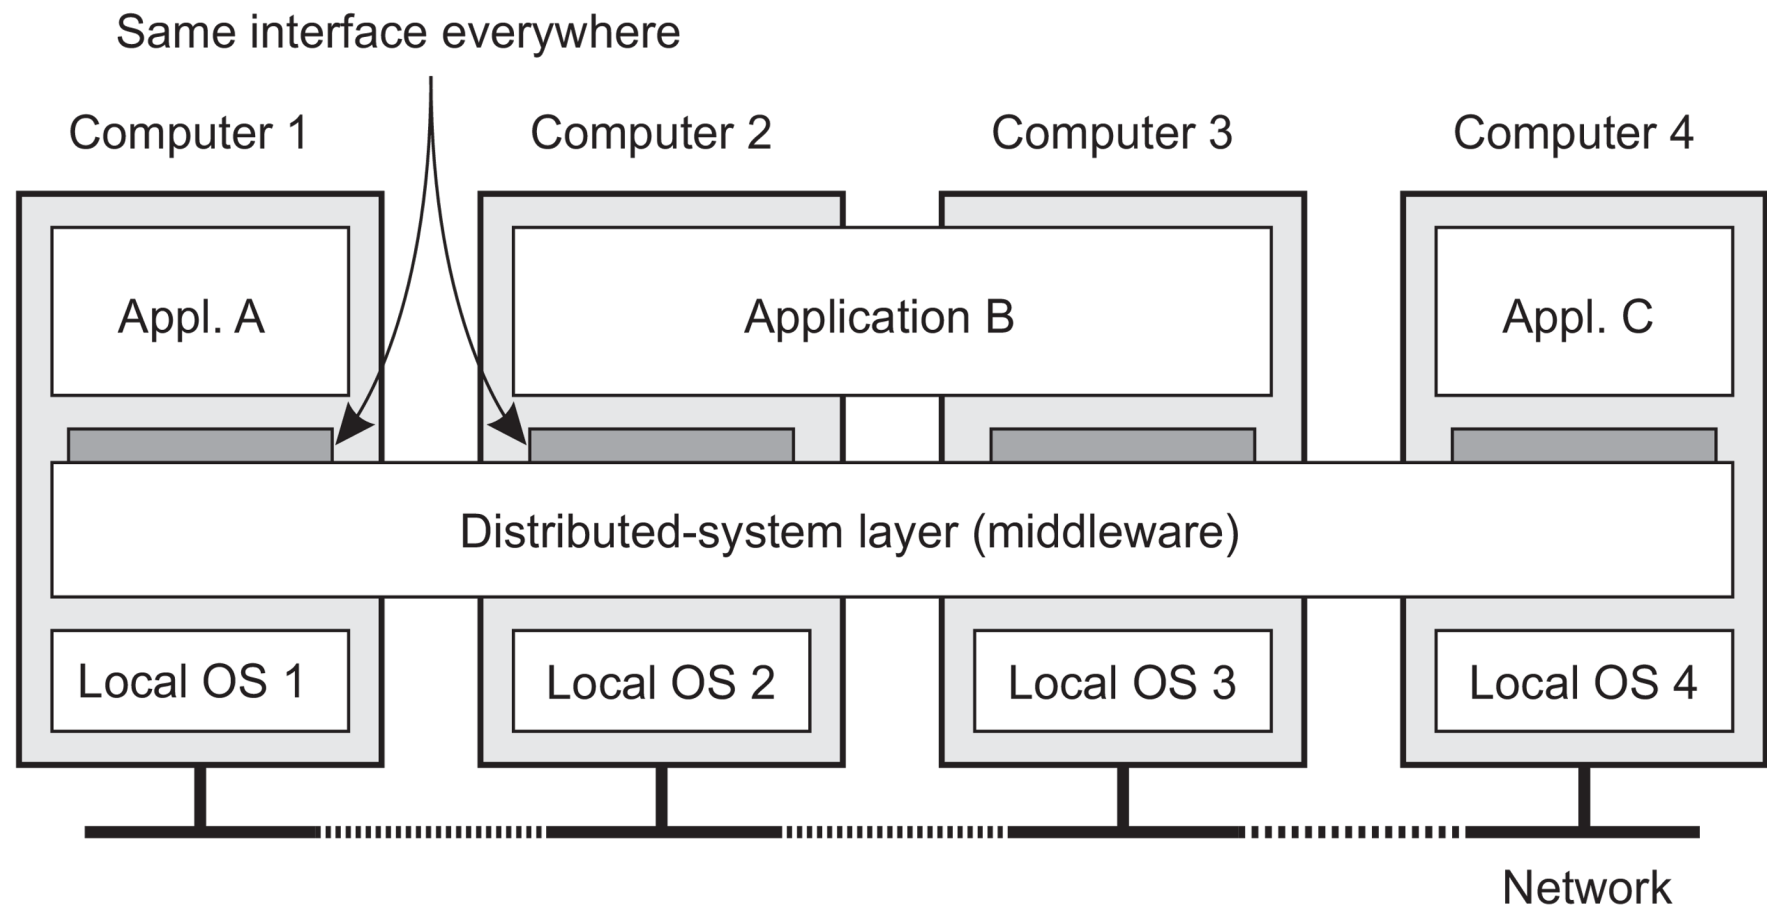 Same interface everywhere
Computer 1
Computer 2
Computer 3
Computer 4
Appl. A
Application B
Appl. C
Distributed-system layer (middleware)
Local OS 1
Local OS 2
Local OS 3
Local OS 4
Network